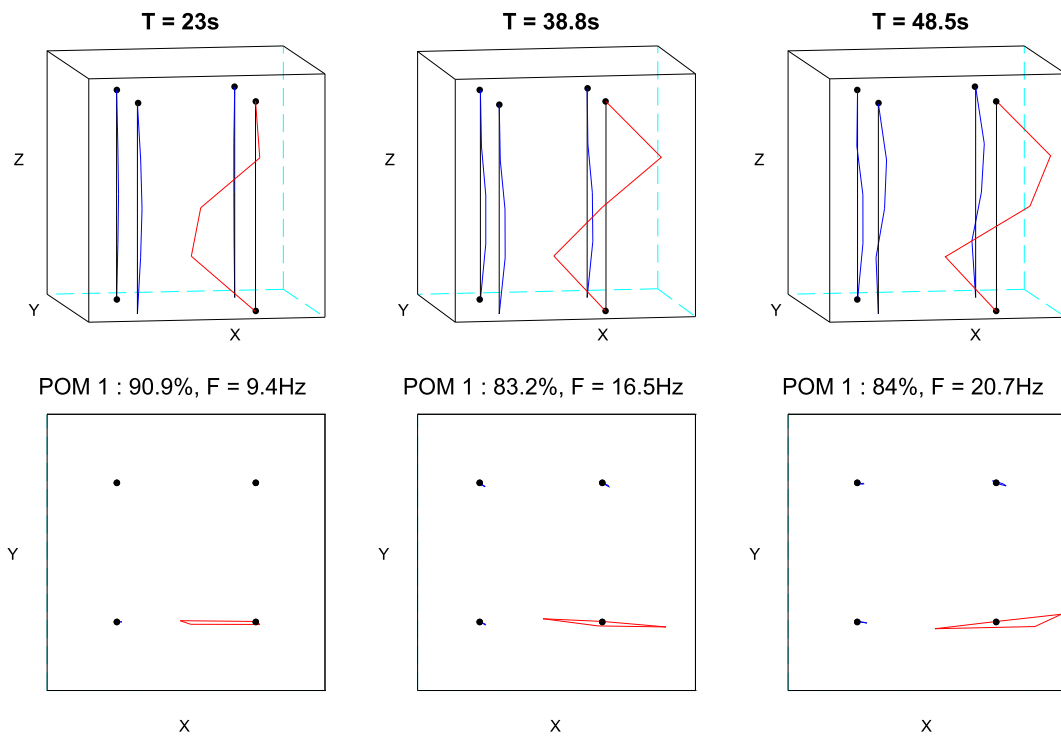 T = 23s
T = 38.8s
T = 48.5s
Z
Z
Z
Y
X
Y
X
Y
X
POM 1 : 90.9%, F = 9.4Hz
POM 1 : 83.2%, F = 16.5Hz
POM 1 : 84%, F = 20.7Hz
Y
Y
Y
X
X
X